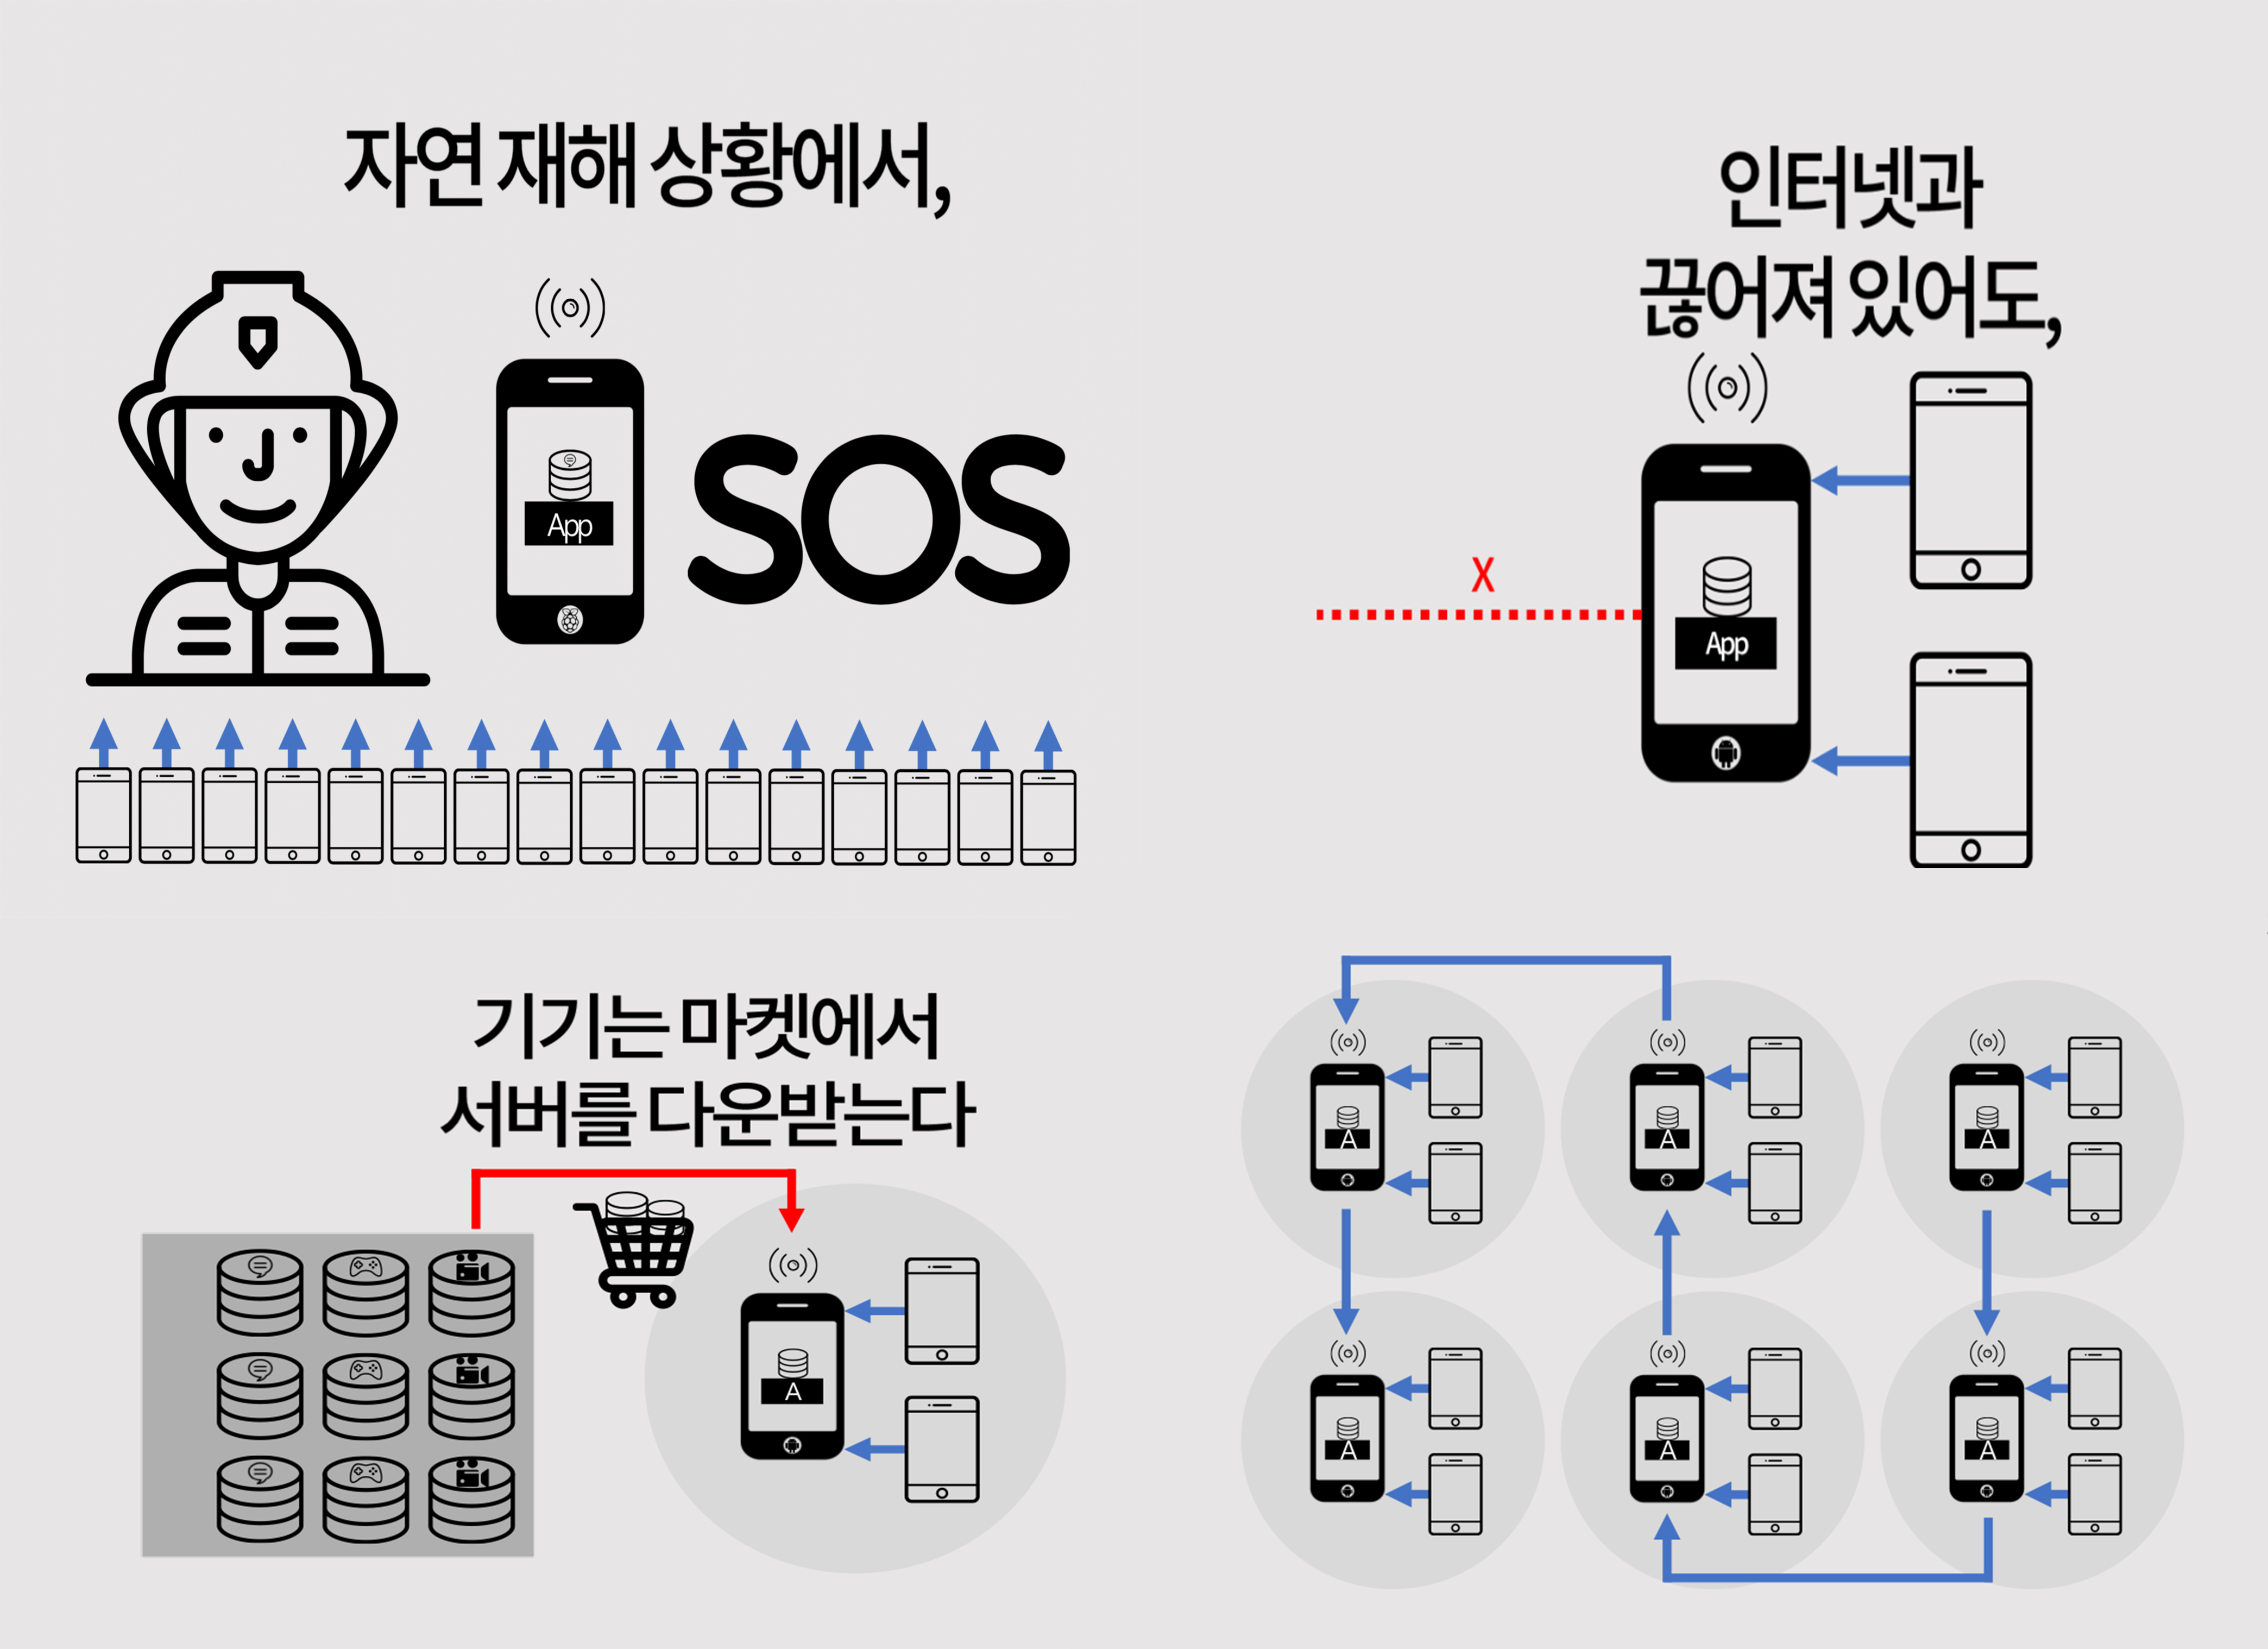 자연 재해 상황에서,
App
SOS
인터넷과
끊어져 있어도,
X
App
기기는 마켓에서
서버를 다운받는다
A
A
A
A
A
A
A